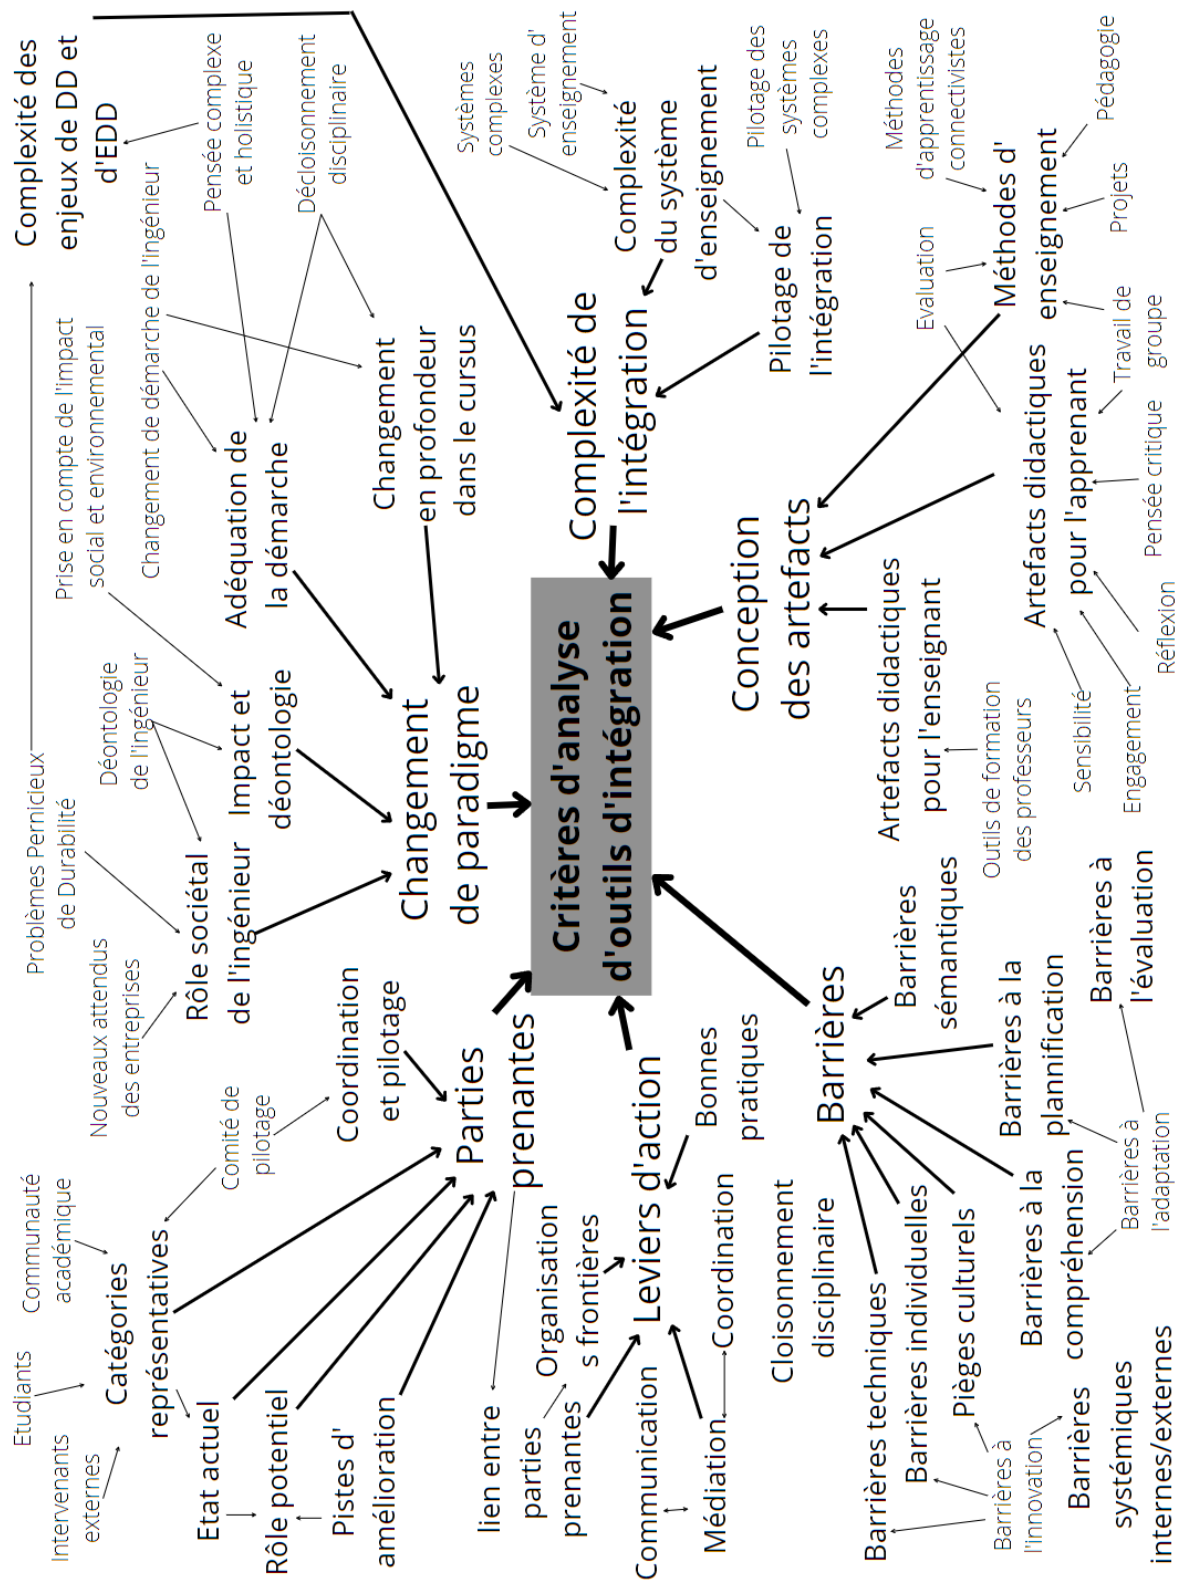 Etudiants
Intervenants
externes
Communauté
académique
Catégories
représentatives
Etat actuel
Rôle potentiel
Pistes d'
amélioration
Comité de
pilotage
Coordination
et pilotage
Parties
prenantes
Nouveaux attendus
des entreprises
Problèmes Pernicieux
de Durabilité
Rôle sociétal
de l'ingénieur
Déontologie
de l'ingénieur
Impact et
déontologie
Prise en compte de l'impact
social et environnemental
Changement de démarche de l'ingénieur
Adéquation de
la démarche
Pensée complexe
et holistique
Décloisonnement
disciplinaire
Changement
en profondeur
dans le cursus
Changement
de paradigme
Complexité des
enjeux de DD et
d'EDD
Systèmes
complexes
Système d'
enseignement
Complexité
du système
d'enseignement
Pilotage des
systèmes
complexes
Pilotage de
l'intégration
Complexité de
l'intégration
Critères d'analyse
d'outils d'intégration
lien entre
parties
prenantes
Organisation
s frontières
Leviers d'action
Communication
Médiation
Coordination
Bonnes
pratiques
Conception
des artefacts
Artefacts didactiques
pour l'enseignant
Outils de formation
des professeurs
Artefacts didactiques
pour l'apprenant
Sensibilité
Engagement
Réflexion
Pensée critique
Travail de
groupe
Evaluation
Méthodes d'
enseignement
Méthodes
d'apprentissage
connectivistes
Projets
Pédagogie
Barrières
Cloisonnement
disciplinaire
Barrières techniques
Barrières individuelles
Pièges culturels
Barrières à
l'innovation
Barrières
systémiques
internes/externes
Barrières à la
compréhension
Barrières à
l'adaptation
Barrières à la
plannification
Barrières
sémantiques
Barrières à
l'évaluation